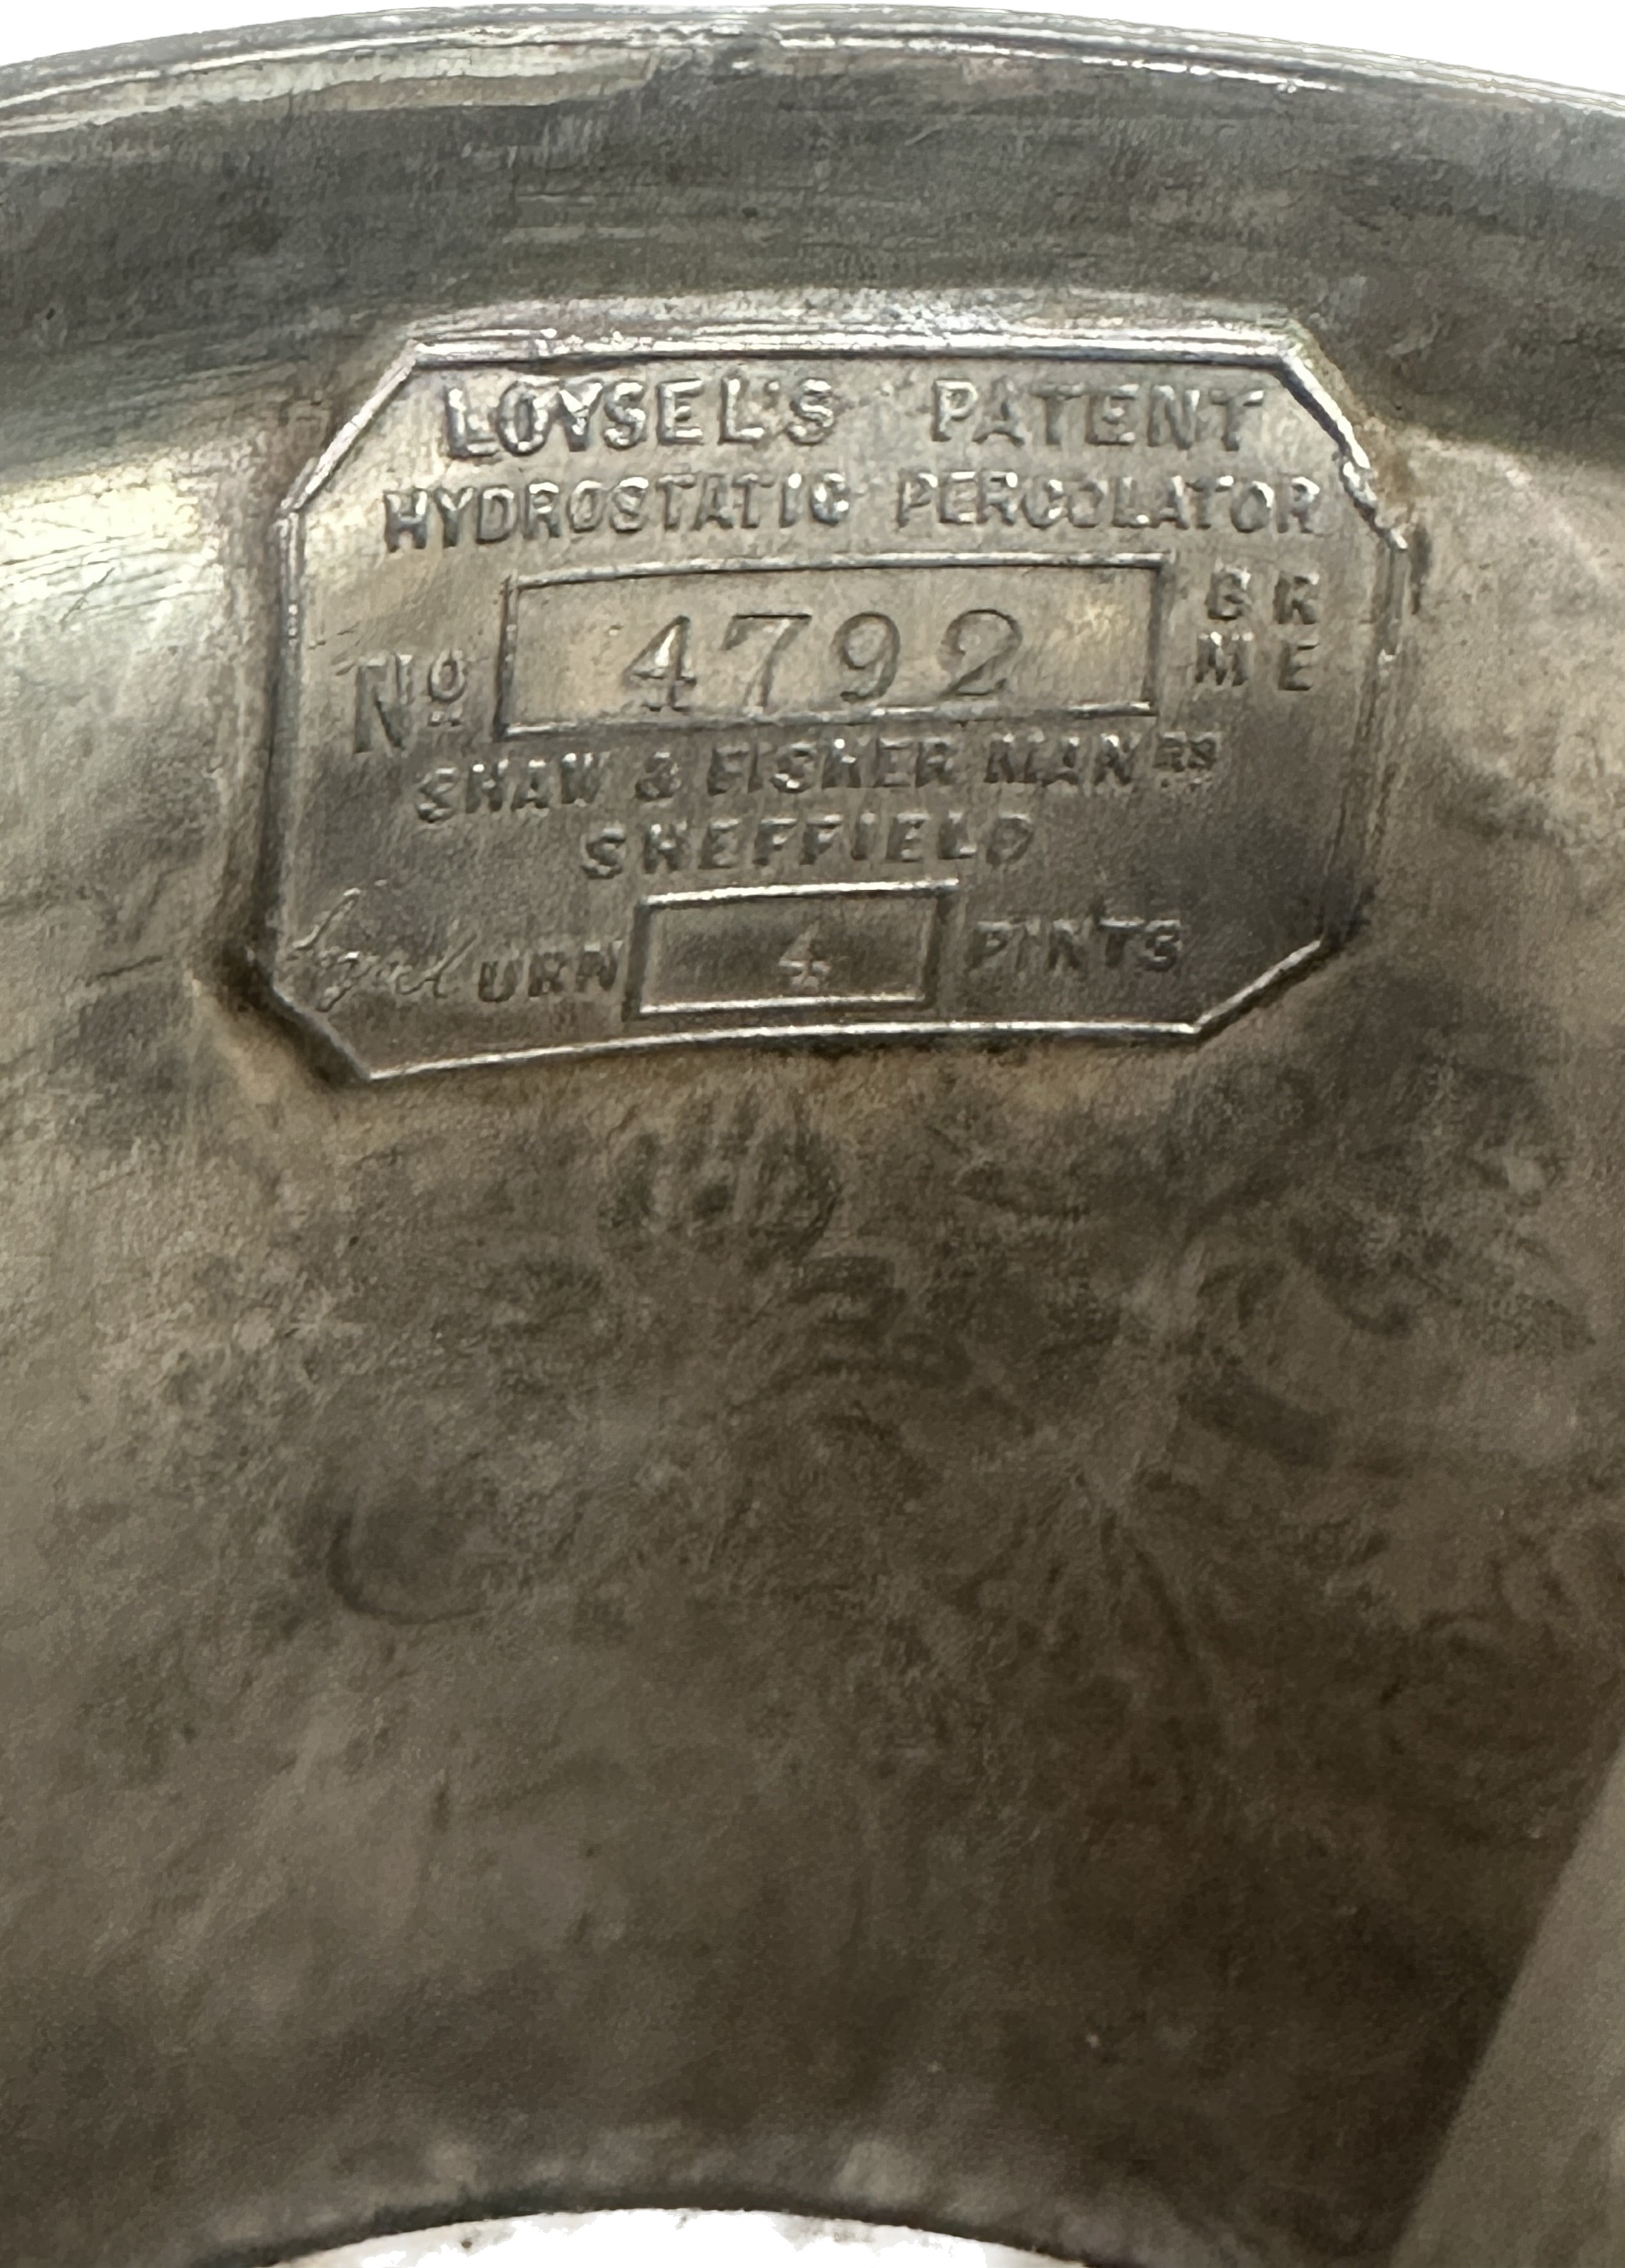 LOYSEL'S PATENT
HYDROSTATIC PERCOLATOR
No 4792 BR
ME
SHAW & FISHER MANRS
SHEFFIELD
URN 4 PINTS